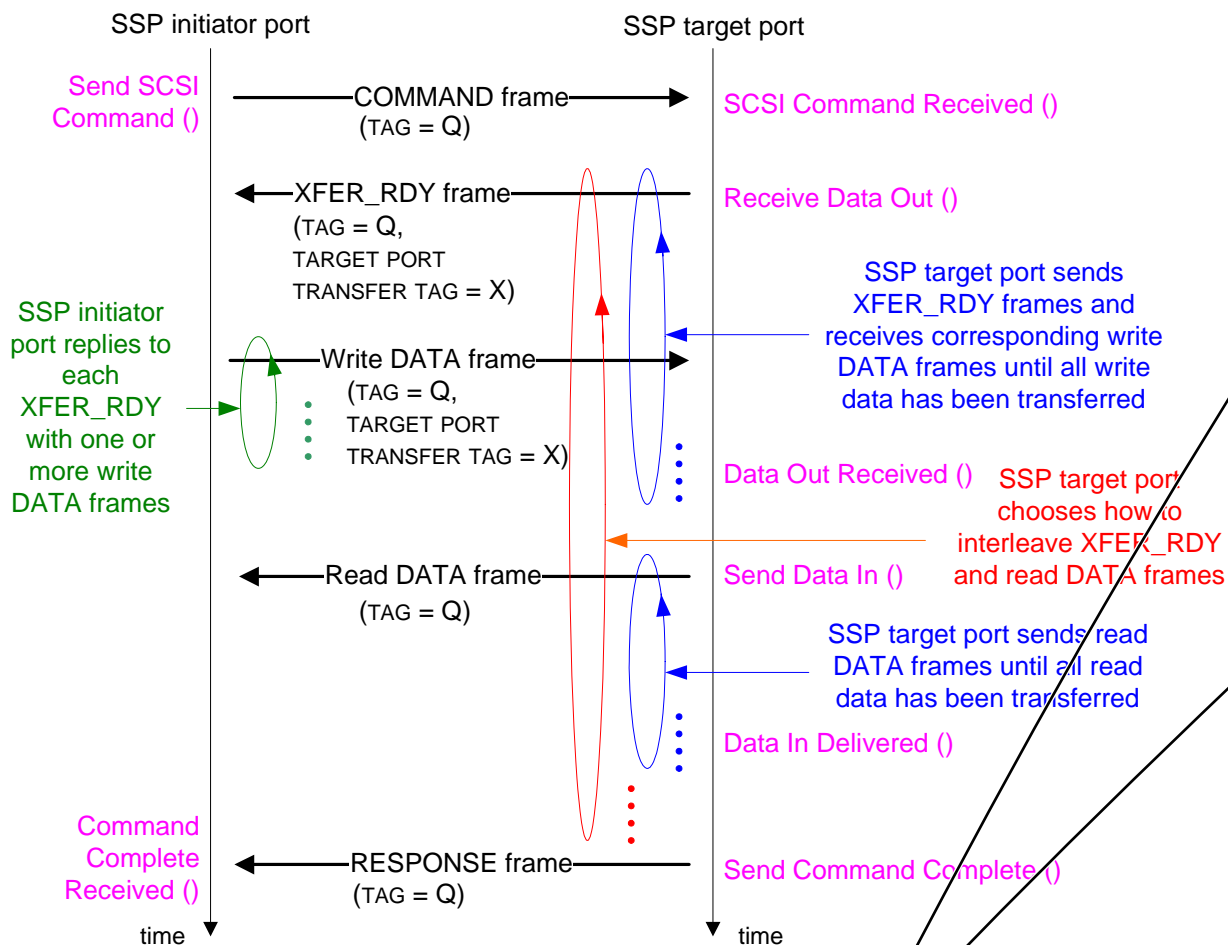 SSP initiator port
SSP target port
Send SCSI
Command ()
COMMAND frame
(TAG = Q)
SCSI Command Received ()
XFER_RDY frame
(TAG = Q,
TARGET PORT
TRANSFER TAG = X)
Receive Data Out ()
SSP target port sends
XFER_RDY frames and
receives corresponding write
DATA frames until all write
data has been transferred
SSP initiator
port replies to
each
XFER_RDY
with one or
more write
DATA frames
Write DATA frame
(TAG = Q,
TARGET PORT
TRANSFER TAG = X)
Data Out Received ()
SSP target port
chooses how to
interleave XFER_RDY
and read DATA frames
Read DATA frame
(TAG = Q)
Send Data In ()
SSP target port sends read
DATA frames until all read
data has been transferred
Data In Delivered ()
Command
Complete
Received ()
RESPONSE frame
(TAG = Q)
Send Command Complete ()
time
time